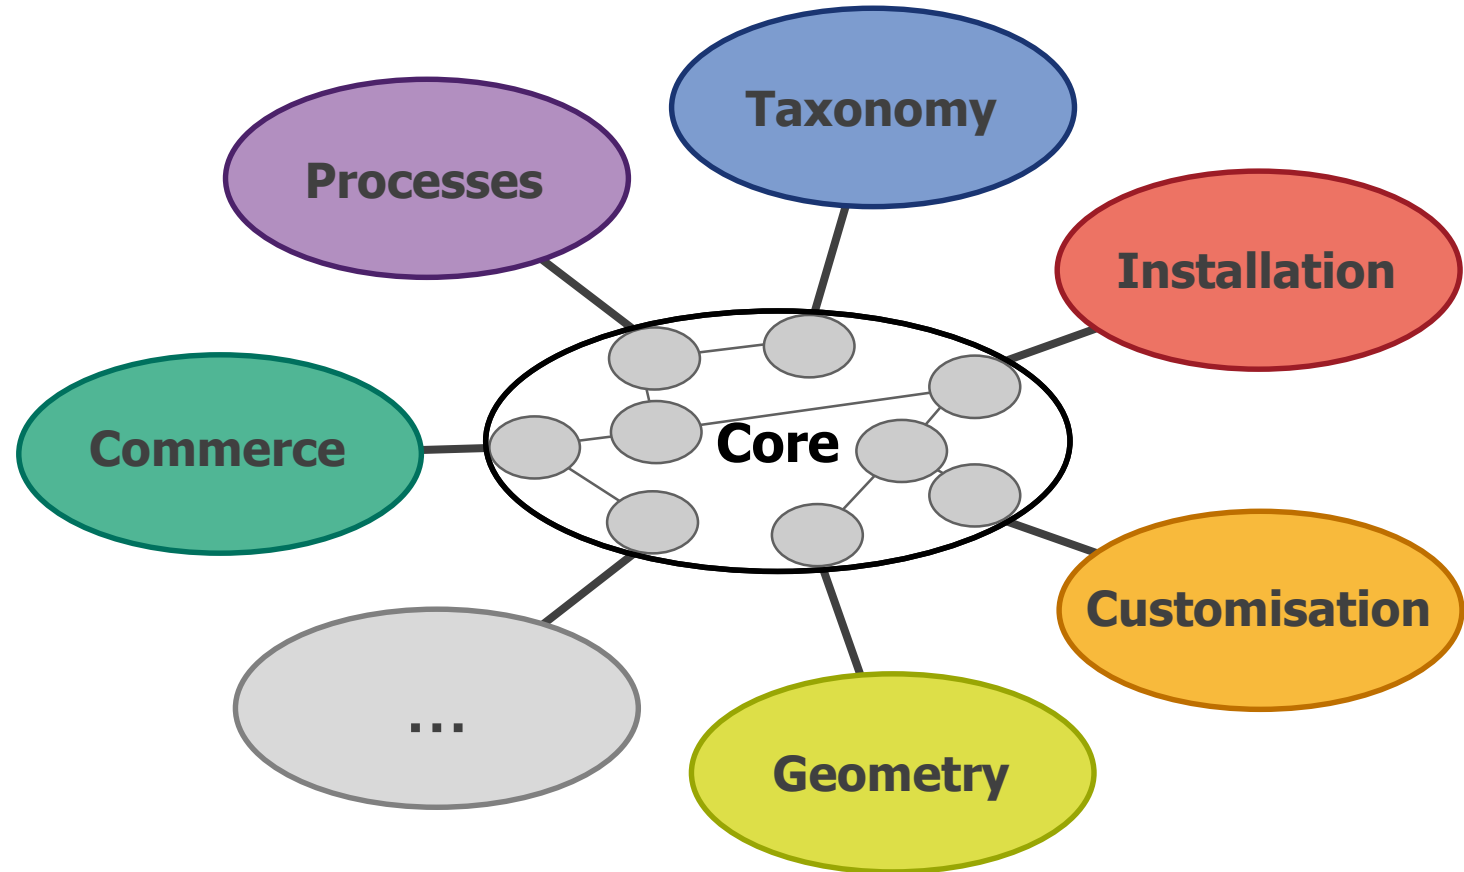 Taxonomy
Processes
Installation
Commerce
Core
Customisation
...
Geometry